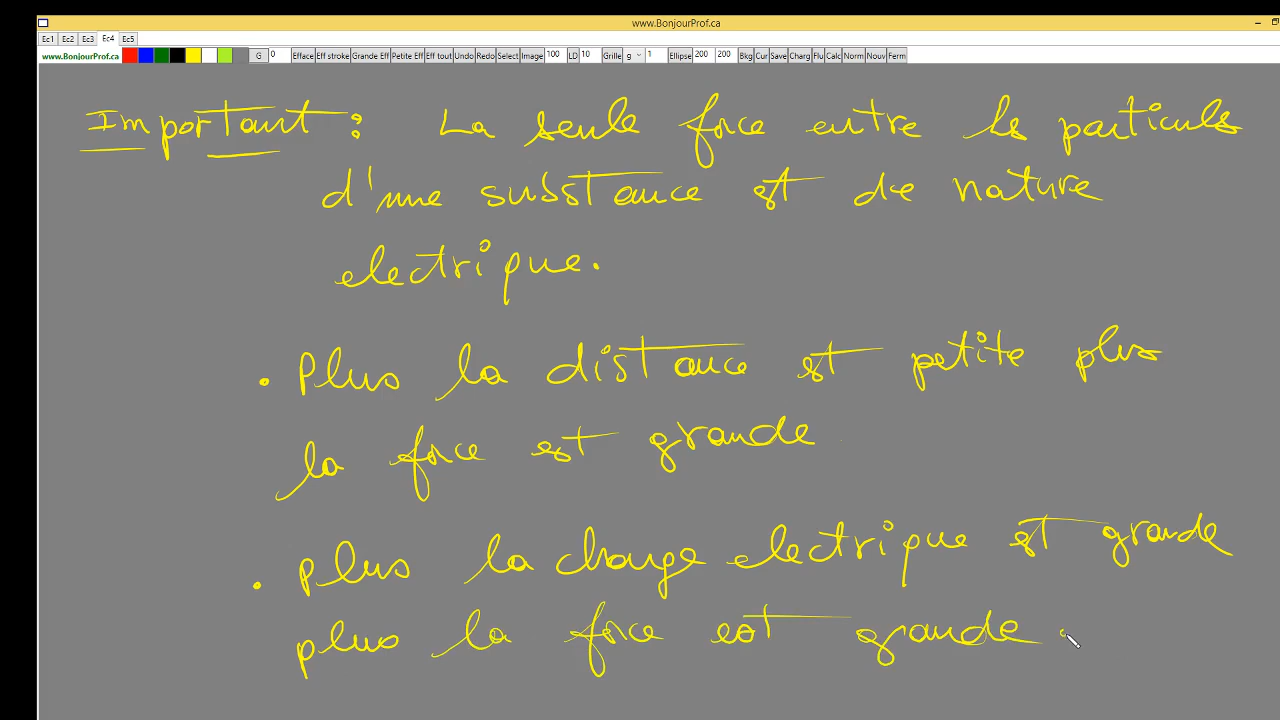 www.BonjourProf.ca
Ec1 Ec2 Ec3 Ec4 Ec5
www.BonjourProf.ca G 0 Efface Eff stroke Grande Eff Petite Eff Eff tout Undo Redo Select Image 100 LD 10 Grille g 1 Ellipse 200 200 Bkg Cur Save Charg Flu Calc Norm Nouv Ferm
Important : La seule force entre les particules
d'une substance est de nature
electrique.
. Plus la distance est petite plus
la force est grande
. plus la charge electrique est grande
plus la force est grande .